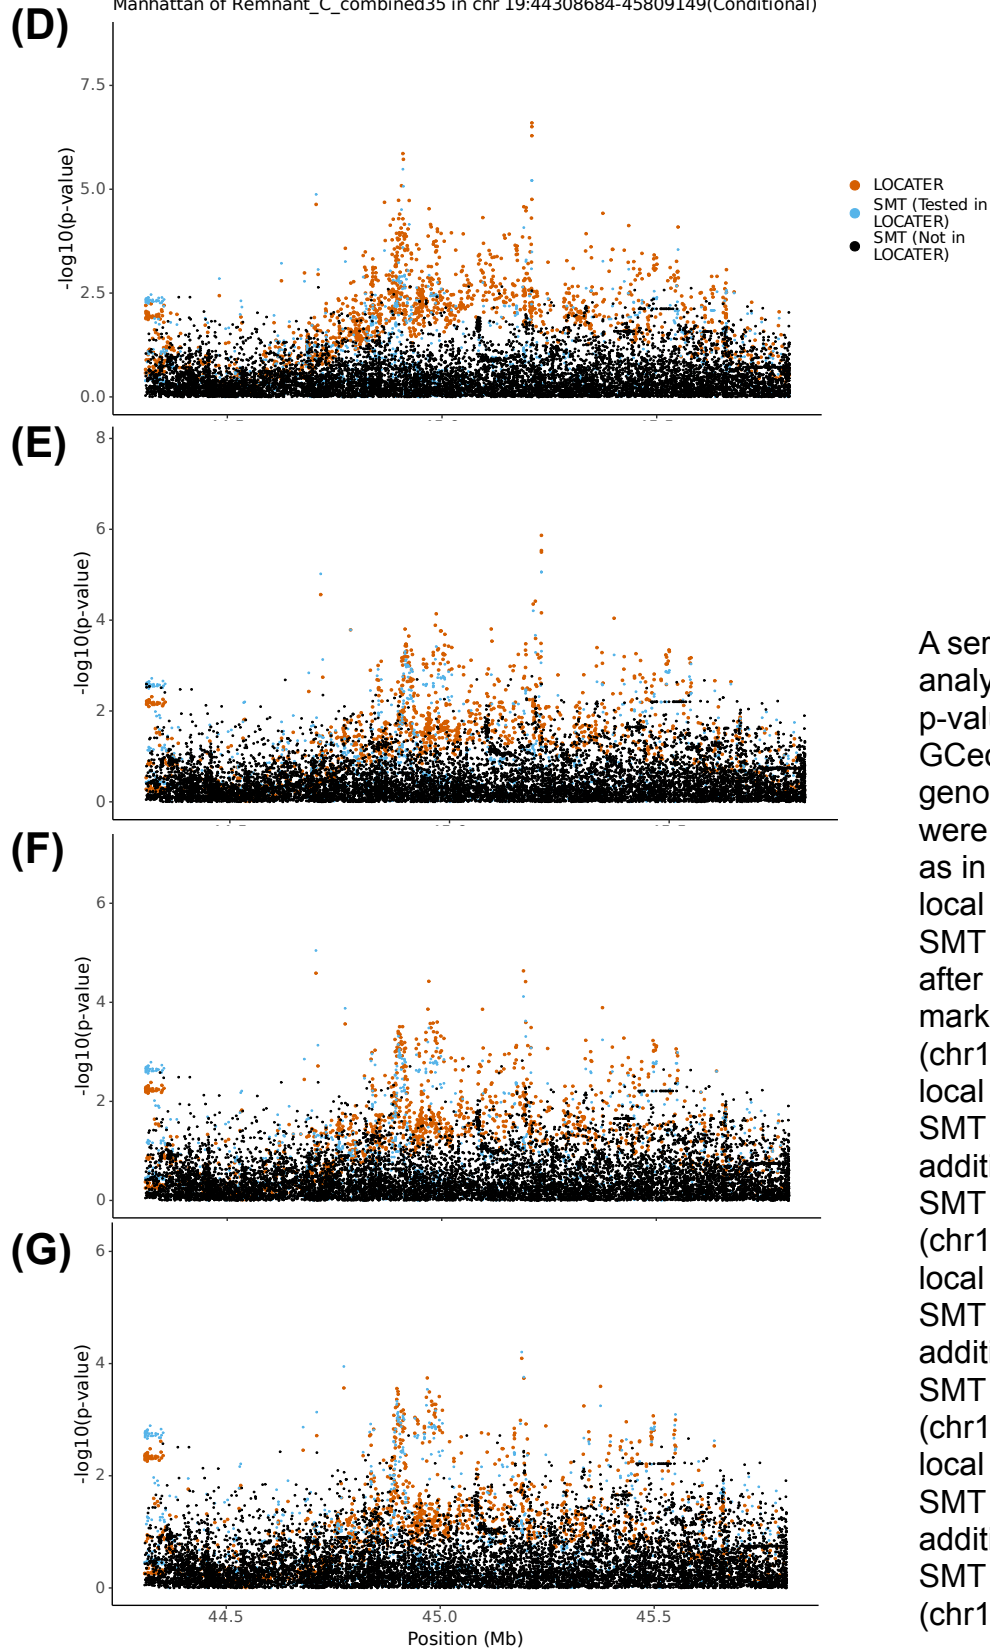 Manhattan of Remnant_C_combined35 in chr 19:44308684-45809149(Conditional)
(D)
7.5
5.0
2.5
0.0
-log10(p-value)
LOCATER
SMT (Tested in
LOCATER)
SMT (Not in
LOCATER)
(E)
8
6
4
2
0
-log10(p-value)
(F)
6
4
2
0
-log10(p-value)
(G)
6
4
2
0
-log10(p-value)
44.5 45.0 45.5
Position (Mb)
A ser
analy
p-valu
GCec
geno
were
as in
local
SMT
after
mark
(chr1
local
SMT
additi
SMT
(chr1
local
SMT
additi
SMT
(chr1
local
SMT
additi
SMT
(chr1